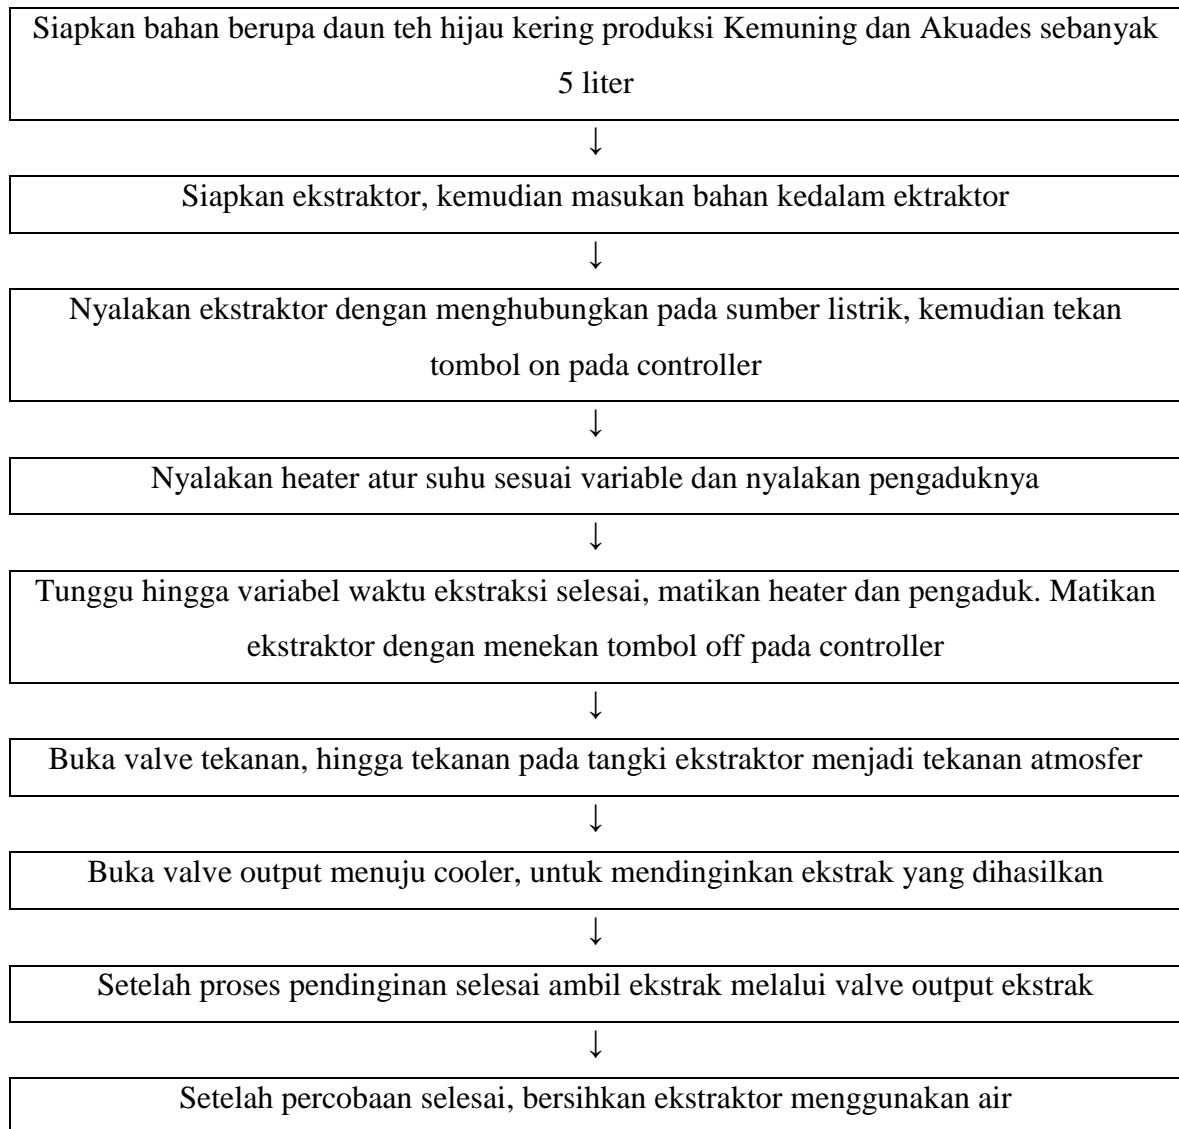 Siapkan bahan berupa daun teh hijau kering produksi Kemuning dan Akuades sebanyak
5 liter
↓
Siapkan ekstraktor, kemudian masukan bahan kedalam ektraktor
↓
Nyalakan ekstraktor dengan menghubungkan pada sumber listrik, kemudian tekan
tombol on pada controller
↓
Nyalakan heater atur suhu sesuai variable dan nyalakan pengaduknya
↓
Tunggu hingga variabel waktu ekstraksi selesai, matikan heater dan pengaduk. Matikan
ekstraktor dengan menekan tombol off pada controller
↓
Buka valve tekanan, hingga tekanan pada tangki ekstraktor menjadi tekanan atmosfer
↓
Buka valve output menuju cooler, untuk mendinginkan ekstrak yang dihasilkan
↓
Setelah proses pendinginan selesai ambil ekstrak melalui valve output ekstrak
↓
Setelah percobaan selesai, bersihkan ekstraktor menggunakan air